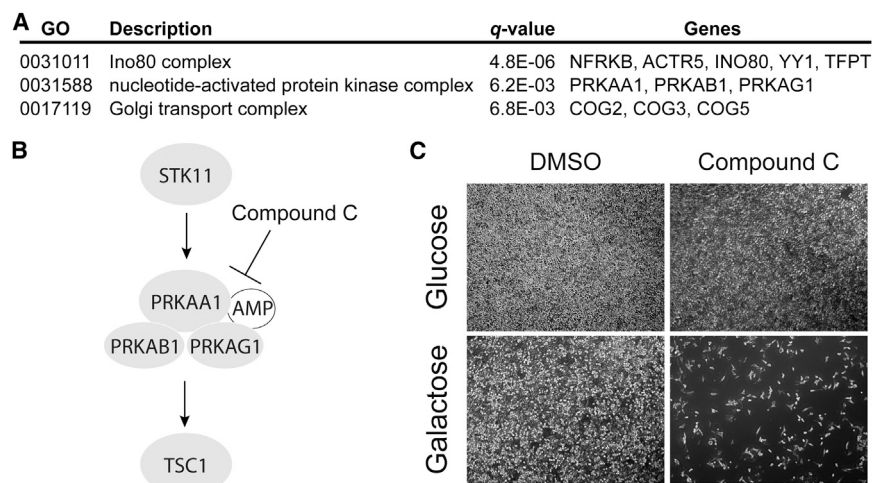 A
GO Description q-value Genes
0031011 Ino80 complex 4.8E-06 NFRKB, ACTR5, INO80, YY1, TFPT
0031588 nucleotide-activated protein kinase complex 6.2E-03 PRKAA1, PRKAB1, PRKAG1
0017119 Golgi transport complex 6.8E-03 COG2, COG3, COG5
B
STK11
Compound C
PRKAA1
AMP
PRKAB1 PRKAG1
TSC1
C
DMSO Compound C
Glucose
Galactose